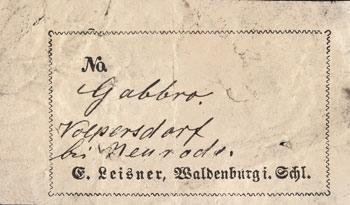 No.
Gabbro.
Volpersdorf
bei Neurode.
E. Leisner, Waldenburg i. Schl.